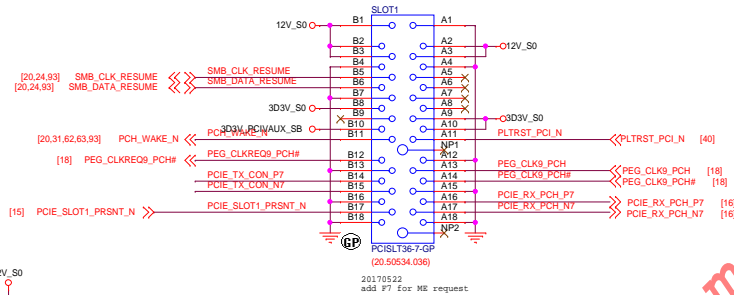 SLOT1
12V_S0 B1 A1
B2 A2 12V_S0
B3 A3
B4 A4
[20,24,93] SMB_CLK_RESUME SMB_CLK_RESUME B5 A5
[20,24,93] SMB_DATA_RESUME SMB_DATA_RESUME B6 A6
B7 A7
3D3V_S0 B8 A8
B9 A9 3D3V_S0
3D3V_PCIVAUX_SB B10 A10
[20,31,62,63,93] PCH_WAKE_N PCH_WAKE_N B11 A11 PLTRST_PCI_N PLTRST_PCI_N [40]
NP1
[18] PEG_CLKREQ9_PCH# PEG_CLKREQ9_PCH# B12 A12
B13 A13 PEG_CLK9_PCH PEG_CLK9_PCH [18]
PCIE_TX_CON_P7 B14 A14 PEG_CLK9_PCH# PEG_CLK9_PCH# [18]
PCIE_TX_CON_N7 B15 A15
B16 A16 PCIE_RX_PCH_P7 PCIE_RX_PCH_P7 [16]
[15] PCIE_SLOT1_PRSNT_N PCIE_SLOT1_PRSNT_N B17 A17 PCIE_RX_PCH_N7 PCIE_RX_PCH_N7 [16]
B18 A18
NP2
GP
PCISLT36-7-GP
(20.50534.036)
20170522
add F7 for ME request
V_S0
m